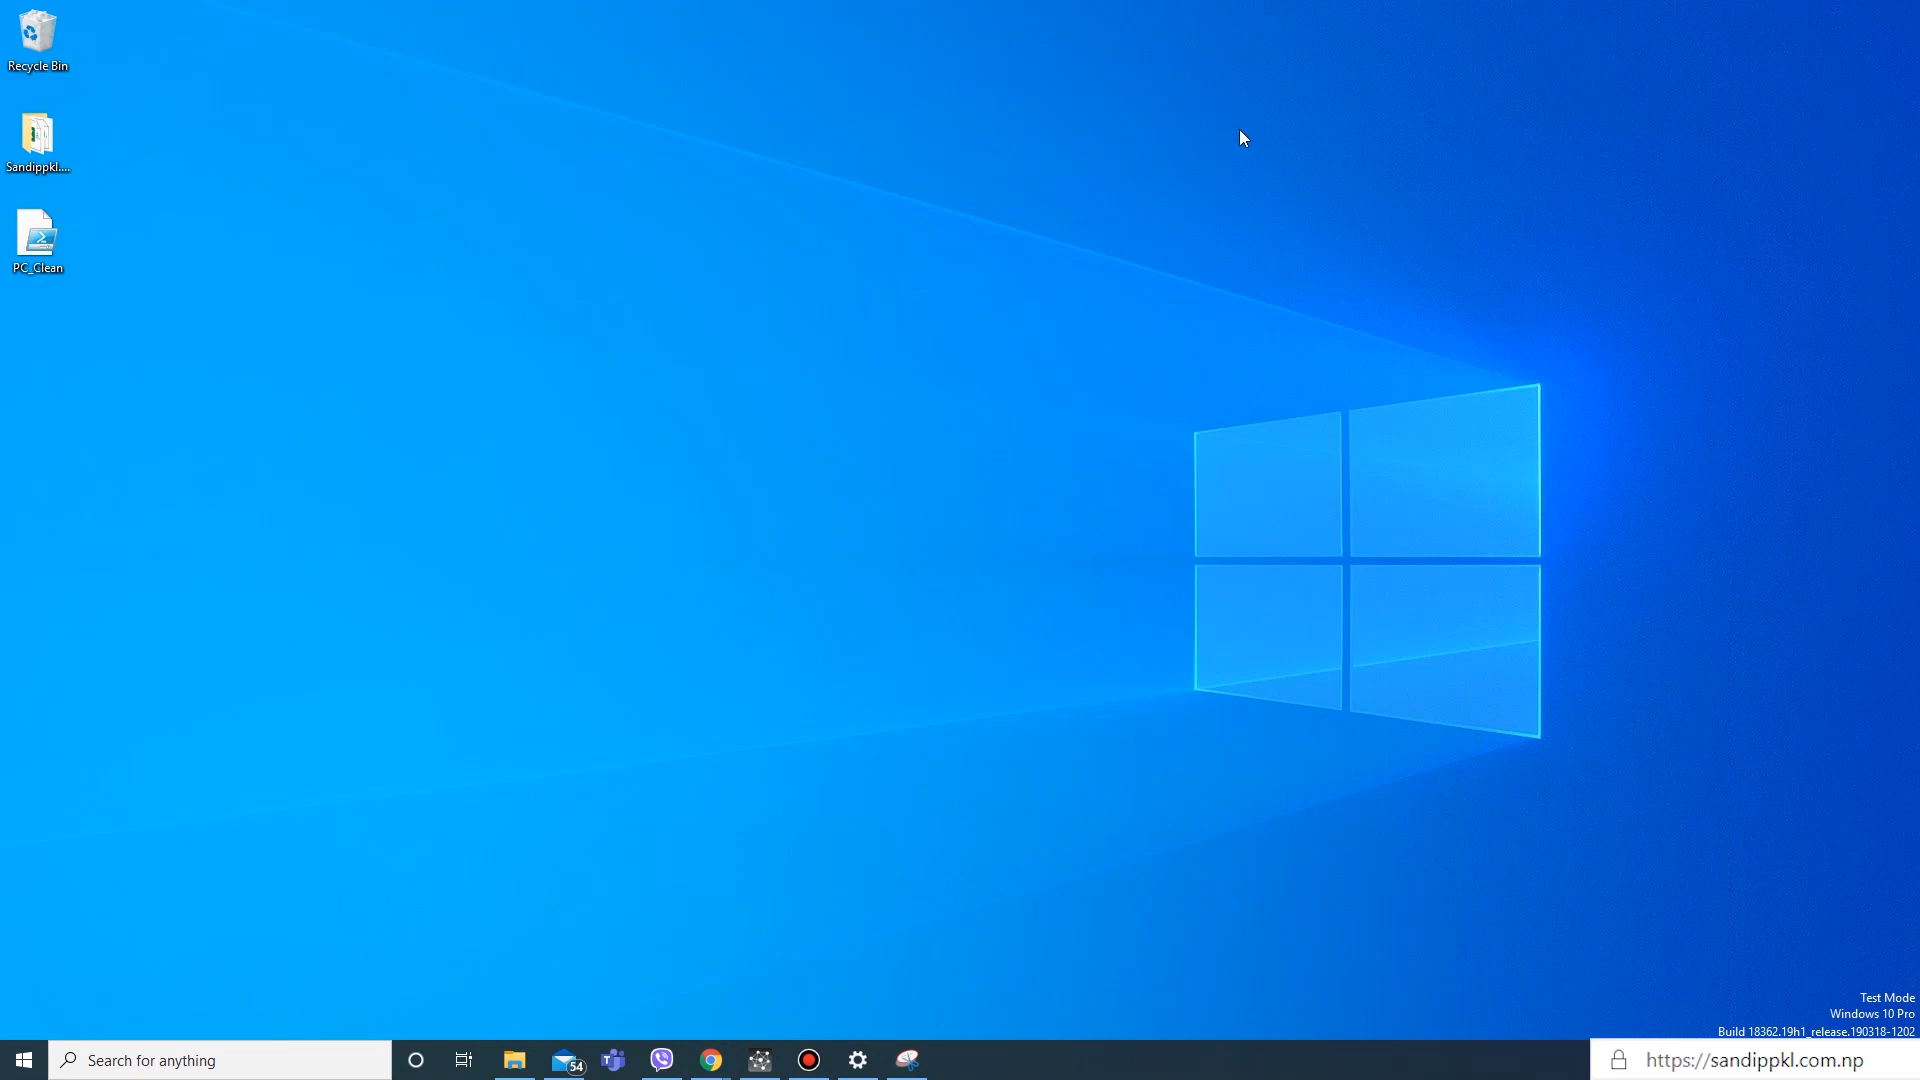 Recycle Bin
Sandippkl....
PC_Clean
Test Mode
Windows 10 Pro
Build 18362.19h1_release.190318-1202
Search for anything
54
T
https://sandippkl.com.np